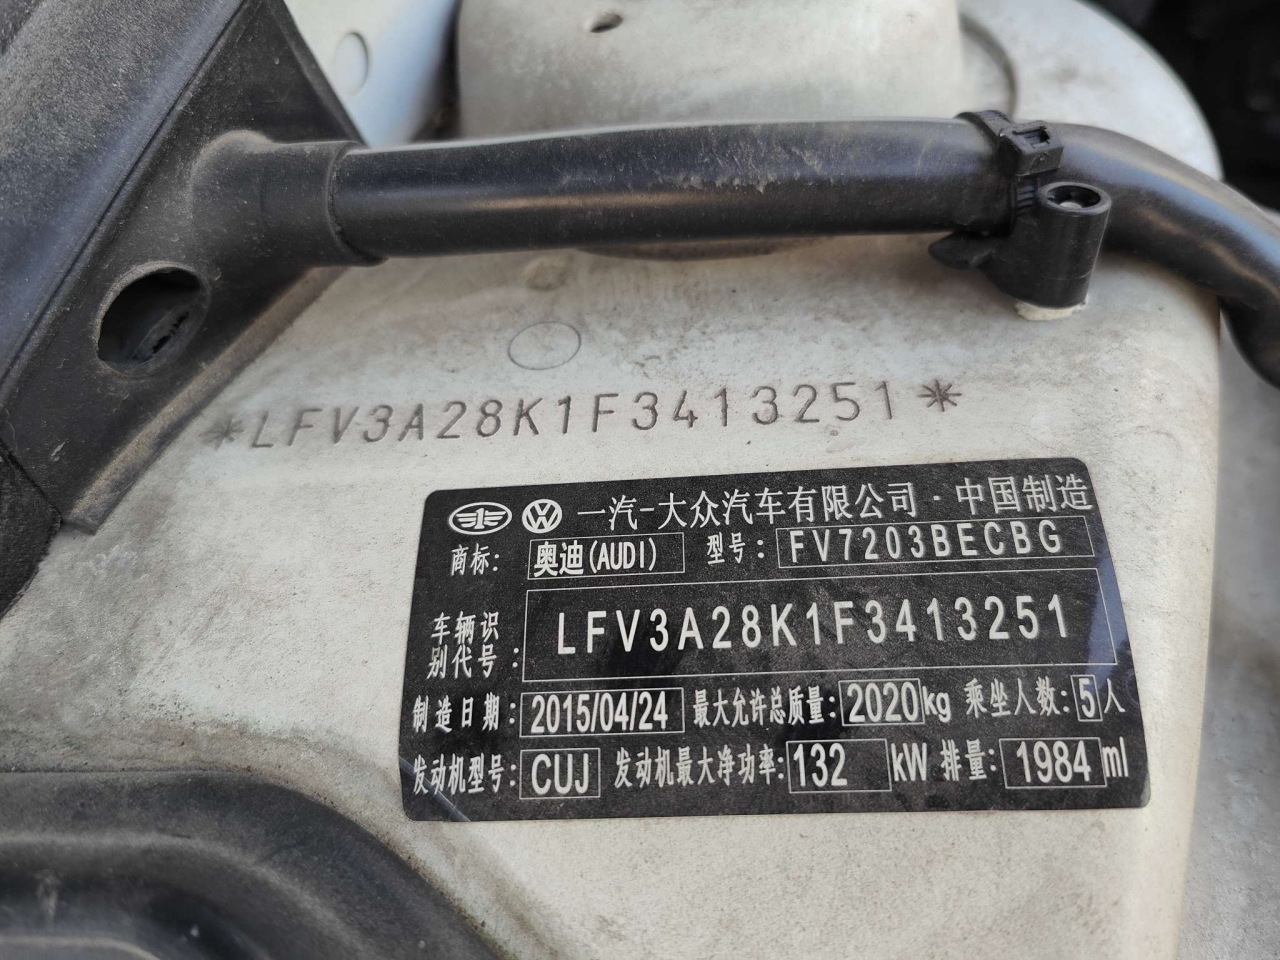 *LFV3A28K1F3413251*
一汽-大众汽车有限公司·中国制造
商标: 奥迪(AUDI) 型号: FV7203BECBG
车辆识别代号: LFV3A28K1F3413251
制造日期: 2015/04/24 最大允许总质量: 2020kg 乘坐人数: 5人
发动机型号: CUJ 发动机最大净功率: 132 kW 排量: 1984ml